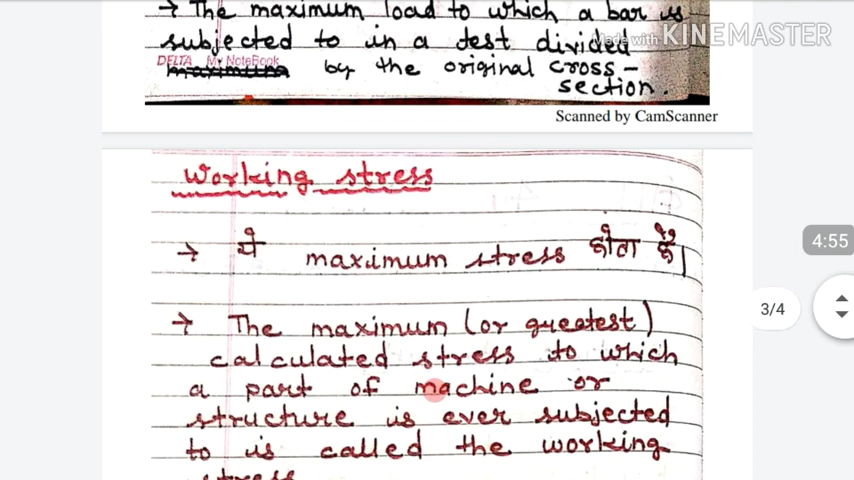 → The maximum load to which a bar is
subjected to in a test divided
Made with KINEMASTER
DELTA My NoteBook
maximum by the original cross-
section.
Scanned by CamScanner
Working stress
→ ये maximum stress होता है।
→ The maximum (or greatest)
calculated stress to which
a part of machine or
structure is ever subjected
to is called the working
stress
4:55
3/4